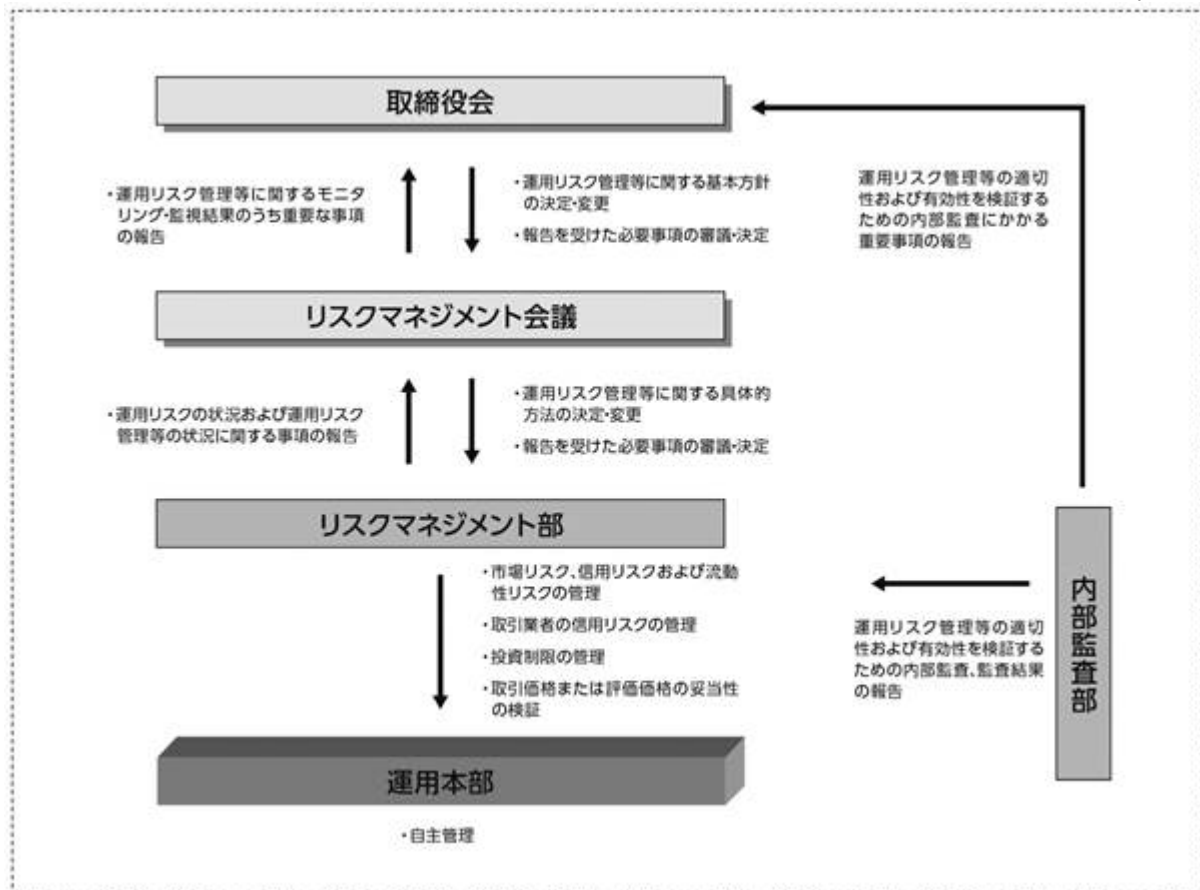 取締役会
・運用リスク管理等に関するモニタ
リング・監視結果のうち重要な事項
の報告
・運用リスク管理等に関する基本方針
の決定・変更
・報告を受けた必要事項の審議・決定
運用リスク管理等の適切
性および有効性を検証す
るための内部監査にかかる
重要事項の報告
リスクマネジメント会議
・運用リスクの状況および運用リスク
管理等の状況に関する事項の報告
・運用リスク管理等に関する具体的
方法の決定・変更
・報告を受けた必要事項の審議・決定
リスクマネジメント部
・市場リスク、信用リスクおよび流動
性リスクの管理
・取引業者の信用リスクの管理
・投資制限の管理
・取引価格または評価価格の妥当性
の検証
運用リスク管理等の適切
性および有効性を検証する
ための内部監査、監査結果
の報告
内部監査部
運用本部
・自主管理